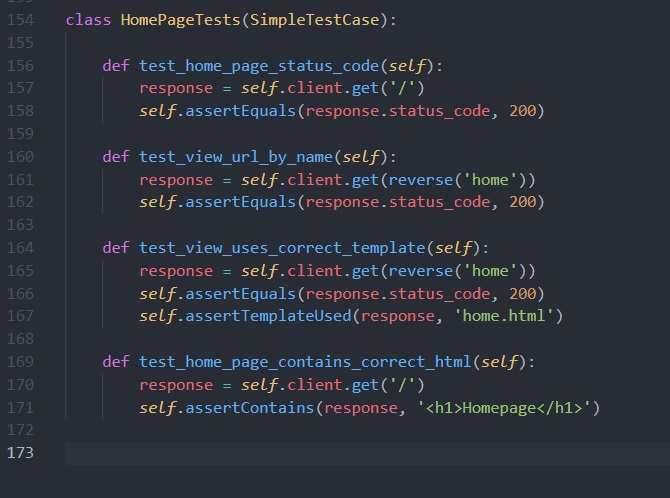 154 class HomePageTests(SimpleTestCase):
155
156     def test_home_page_status_code(self):
157         response = self.client.get('/')
158         self.assertEquals(response.status_code, 200)
159
160     def test_view_url_by_name(self):
161         response = self.client.get(reverse('home'))
162         self.assertEquals(response.status_code, 200)
163
164     def test_view_uses_correct_template(self):
165         response = self.client.get(reverse('home'))
166         self.assertEquals(response.status_code, 200)
167         self.assertTemplateUsed(response, 'home.html')
168
169     def test_home_page_contains_correct_html(self):
170         response = self.client.get('/')
171         self.assertContains(response, '<h1>Homepage</h1>')
172
173